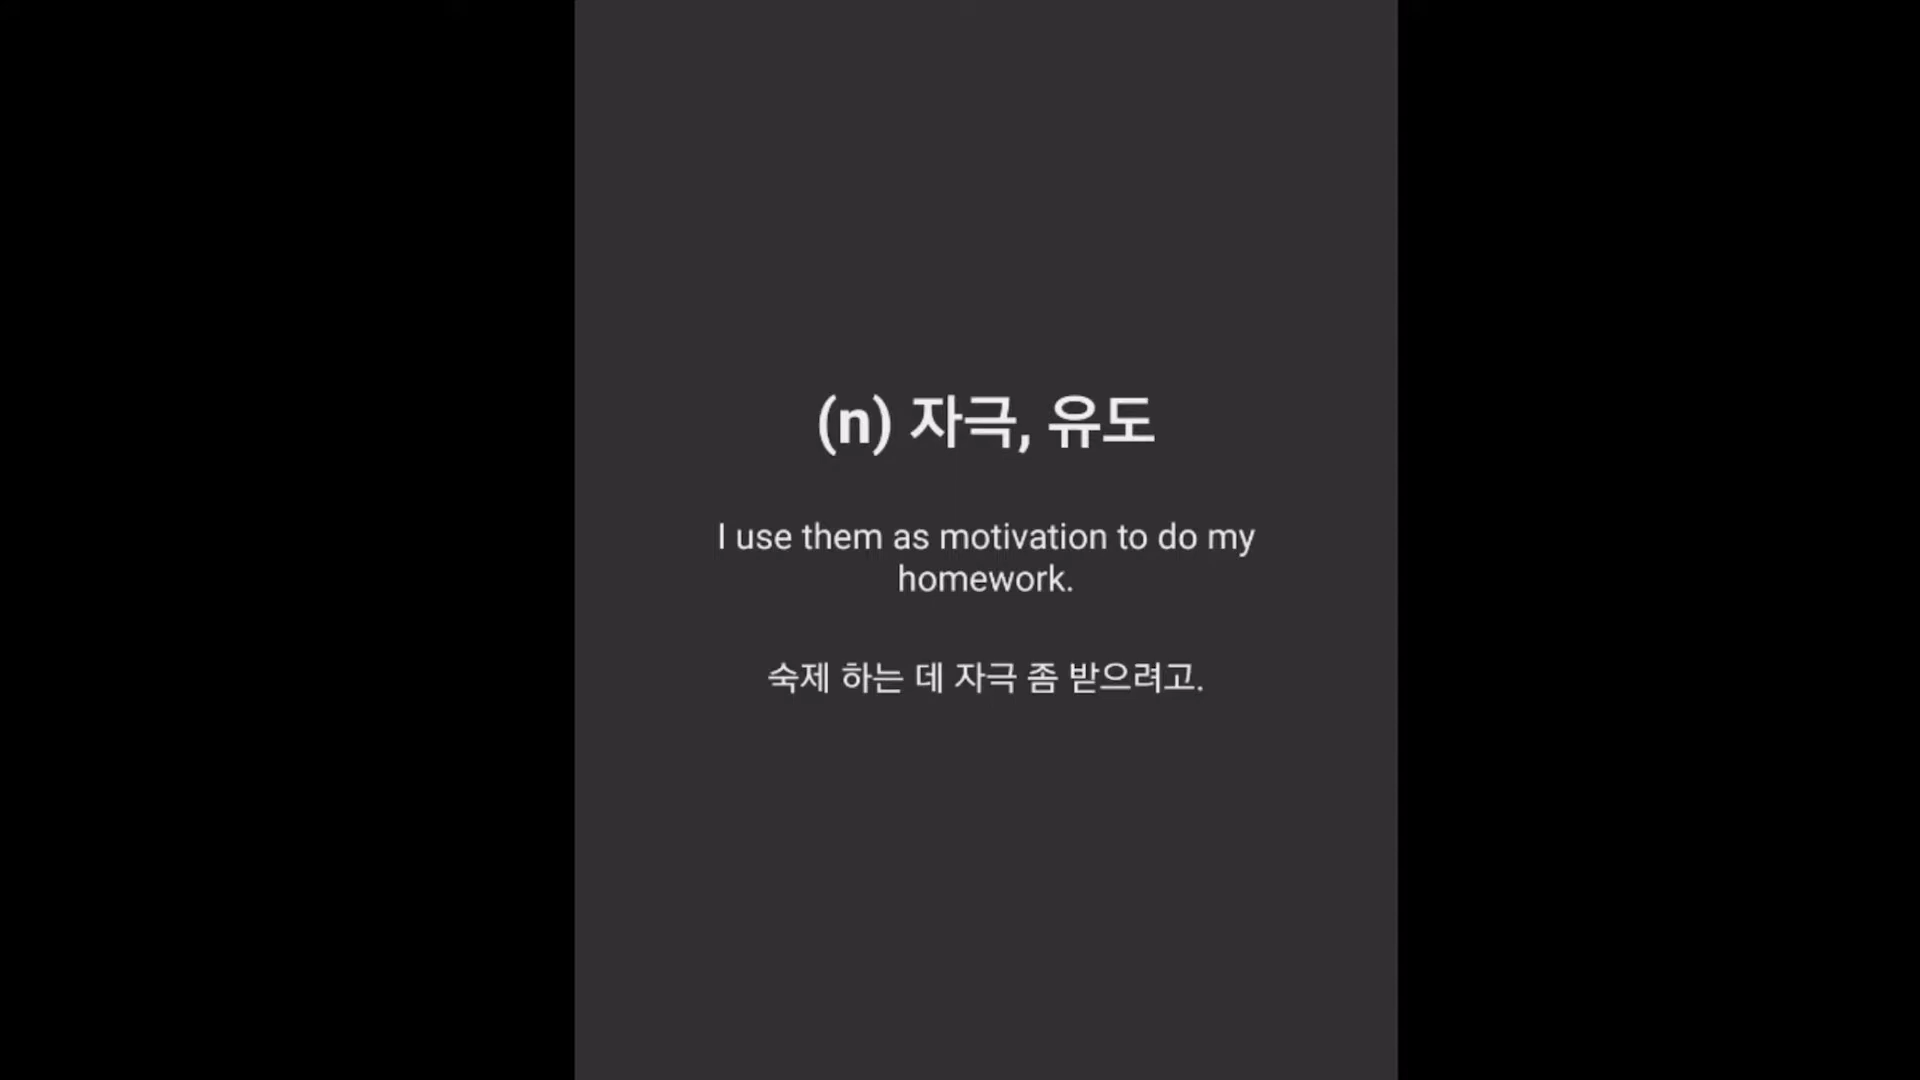 (n) 자극, 유도
I use them as motivation to do my
homework.
숙제 하는 데 자극 좀 받으려고.